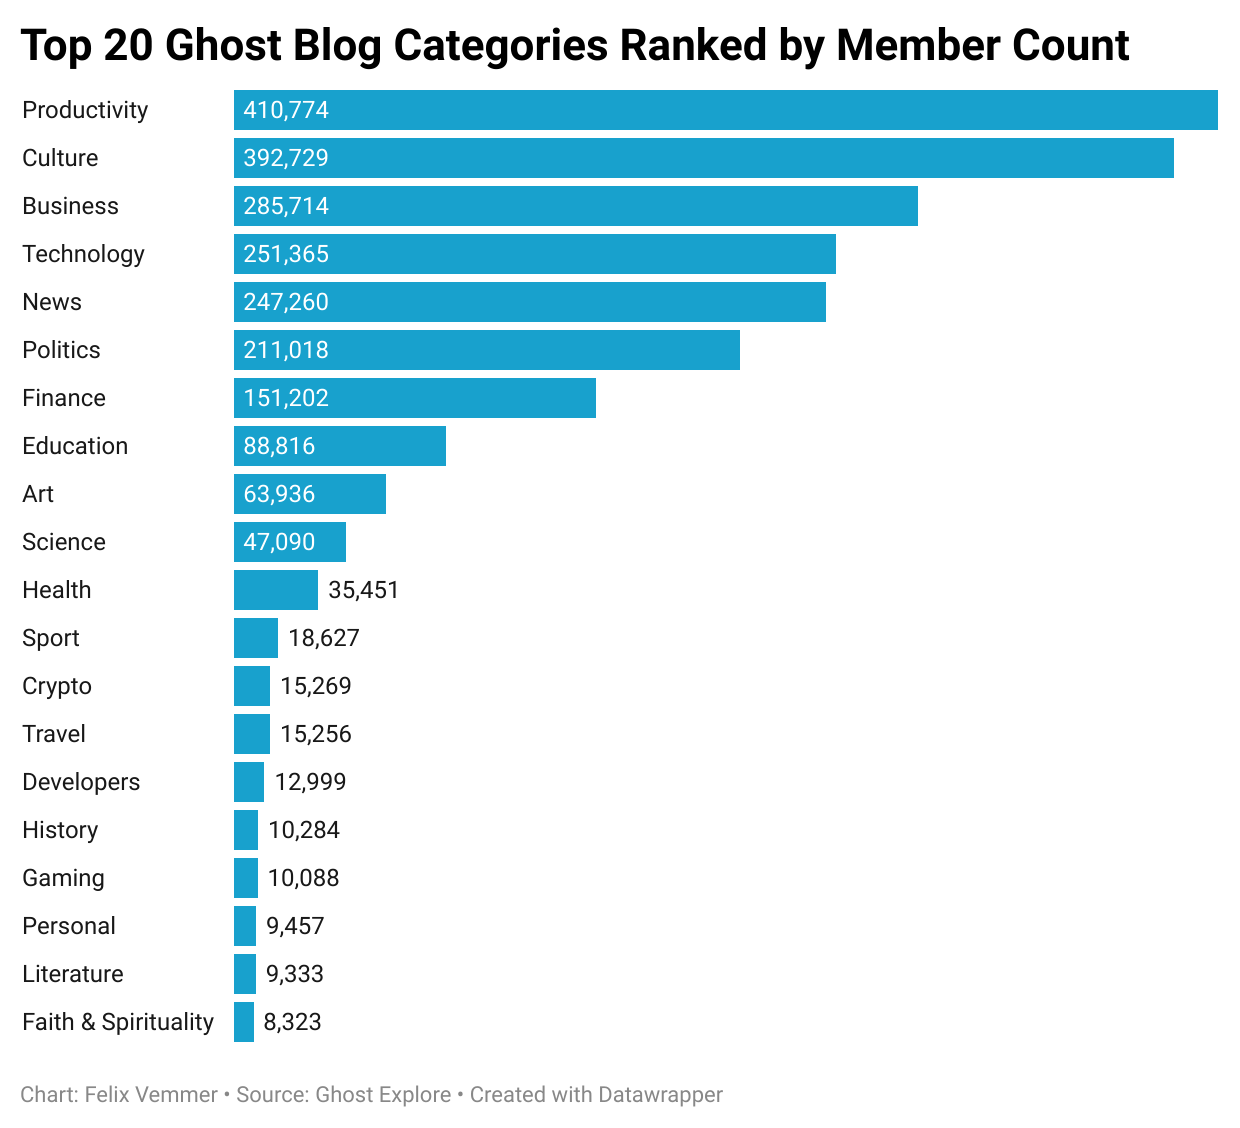 Top 20 Ghost Blog Categories Ranked by Member Count
Productivity 410,774
Culture 392,729
Business 285,714
Technology 251,365
News 247,260
Politics 211,018
Finance 151,202
Education 88,816
Art 63,936
Science 47,090
Health 35,451
Sport 18,627
Crypto 15,269
Travel 15,256
Developers 12,999
History 10,284
Gaming 10,088
Personal 9,457
Literature 9,333
Faith & Spirituality 8,323
Chart: Felix Vemmer • Source: Ghost Explore • Created with Datawrapper